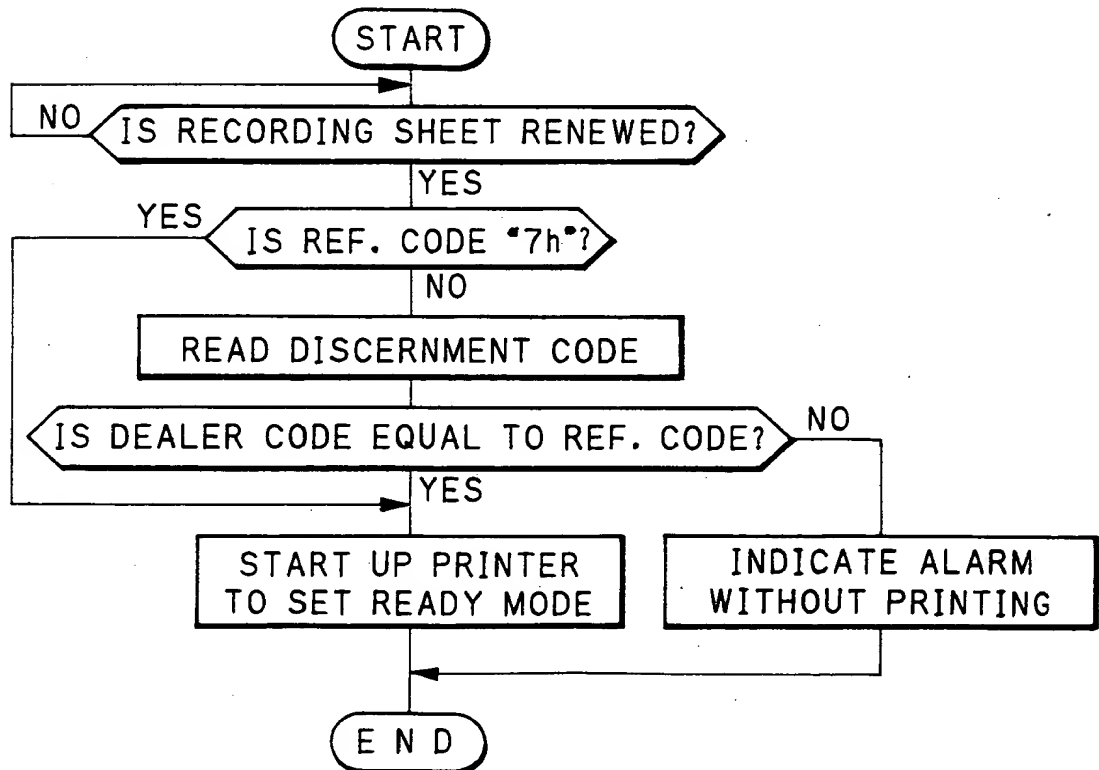 START
NO
IS RECORDING SHEET RENEWED?
YES
YES
IS REF. CODE "7h"?
NO
READ DISCERNMENT CODE
IS DEALER CODE EQUAL TO REF. CODE?
NO
YES
START UP PRINTER
TO SET READY MODE
INDICATE ALARM
WITHOUT PRINTING
END